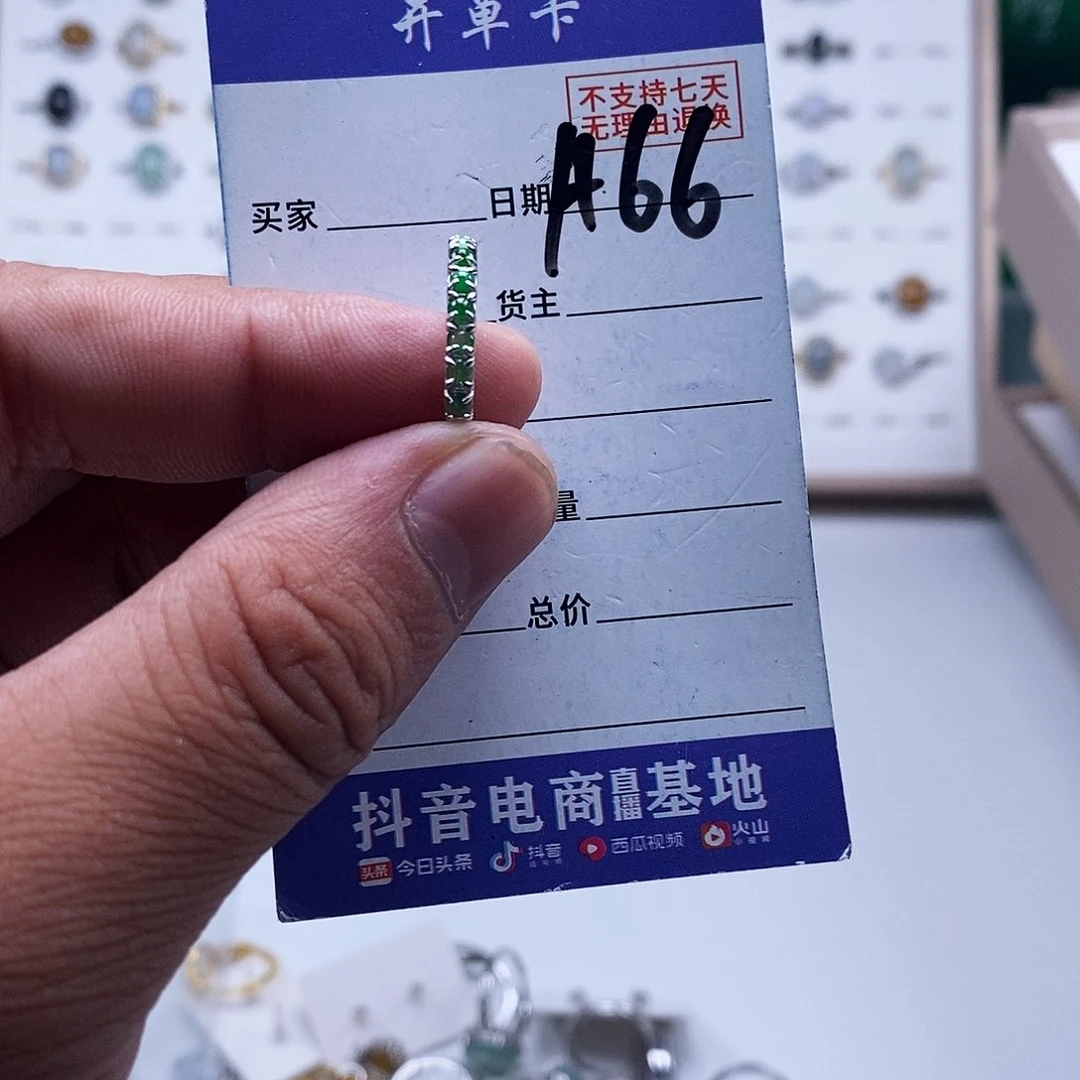 开单卡
不支持七天
无理由退换
A66
买家 日期
货主
量
总价
抖音电商直播基地
今日头条 抖音 西瓜视频 火山